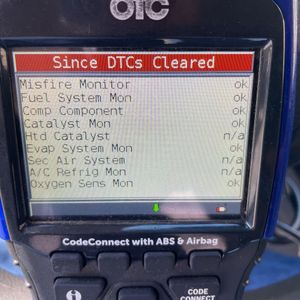 OTC
Since DTCs Cleared
Misfire Monitor ok
Fuel System Mon ok
Comp Component ok
Catalyst Mon ok
Htd Catalyst n/a
Evap System Mon ok
Sec Air System n/a
A/C Refrig Mon n/a
Oxygen Sens Mon ok
CodeConnect with ABS & Airbag
i
CODE
CONNECT